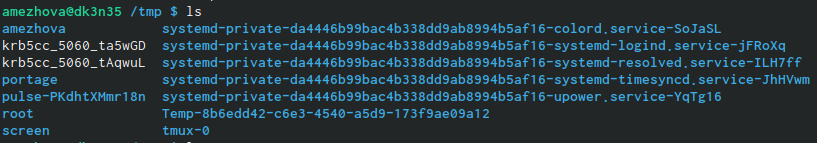 amezhova@dk3n35 /tmp $ ls
amezhova systemd-private-da4446b99bac4b338dd9ab8994b5af16-colord.service-SoJaSL
krb5cc_5060_ta5wGD systemd-private-da4446b99bac4b338dd9ab8994b5af16-systemd-logind.service-jFRoXq
krb5cc_5060_tAqwuL systemd-private-da4446b99bac4b338dd9ab8994b5af16-systemd-resolved.service-ILH7ff
portage systemd-private-da4446b99bac4b338dd9ab8994b5af16-systemd-timesyncd.service-JhHVwm
pulse-PKdhtXMmr18n systemd-private-da4446b99bac4b338dd9ab8994b5af16-upower.service-YqTg16
root Temp-8b6edd42-c6e3-4540-a5d9-173f9ae09a12
screen tmux-0